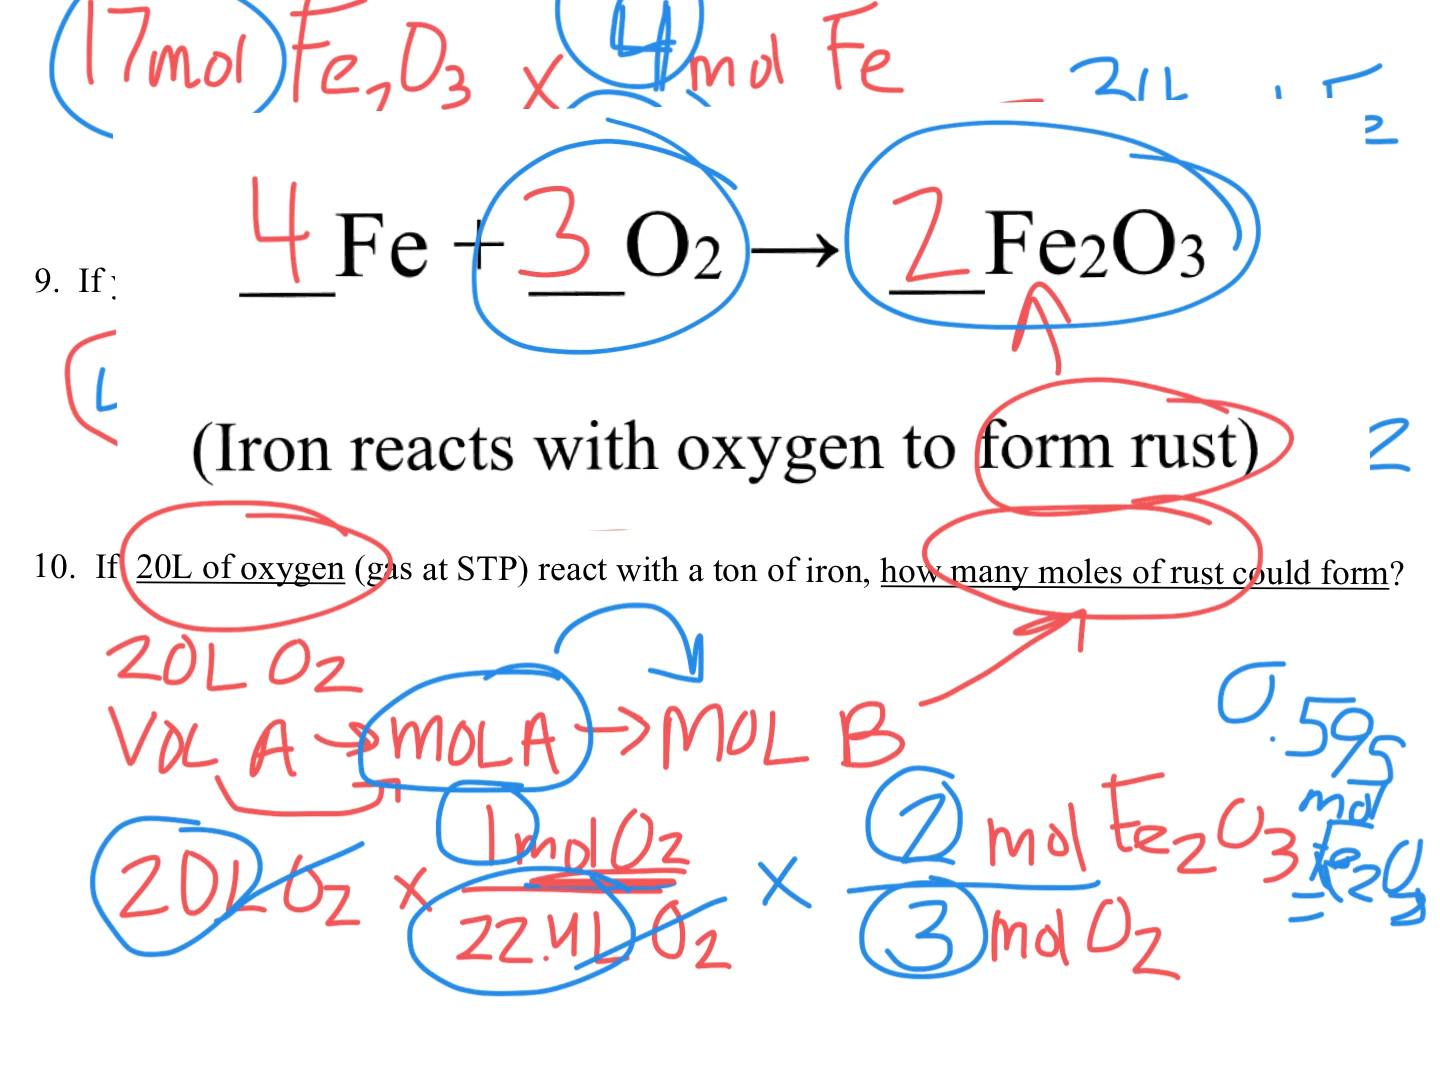 17mol Fe2O3 x 4 mol Fe
4 Fe + 3 O2 → 2 Fe2O3
9. If
(Iron reacts with oxygen to form rust)
2
10. If 20L of oxygen (gas at STP) react with a ton of iron, how many moles of rust could form?
20L O2
VOL A → MOL A → MOL B
20L O2 x 1mol O2 / 22.4L O2 x 2 mol Fe2O3 / 3 mol O2 = 0.595 mol Fe2O3